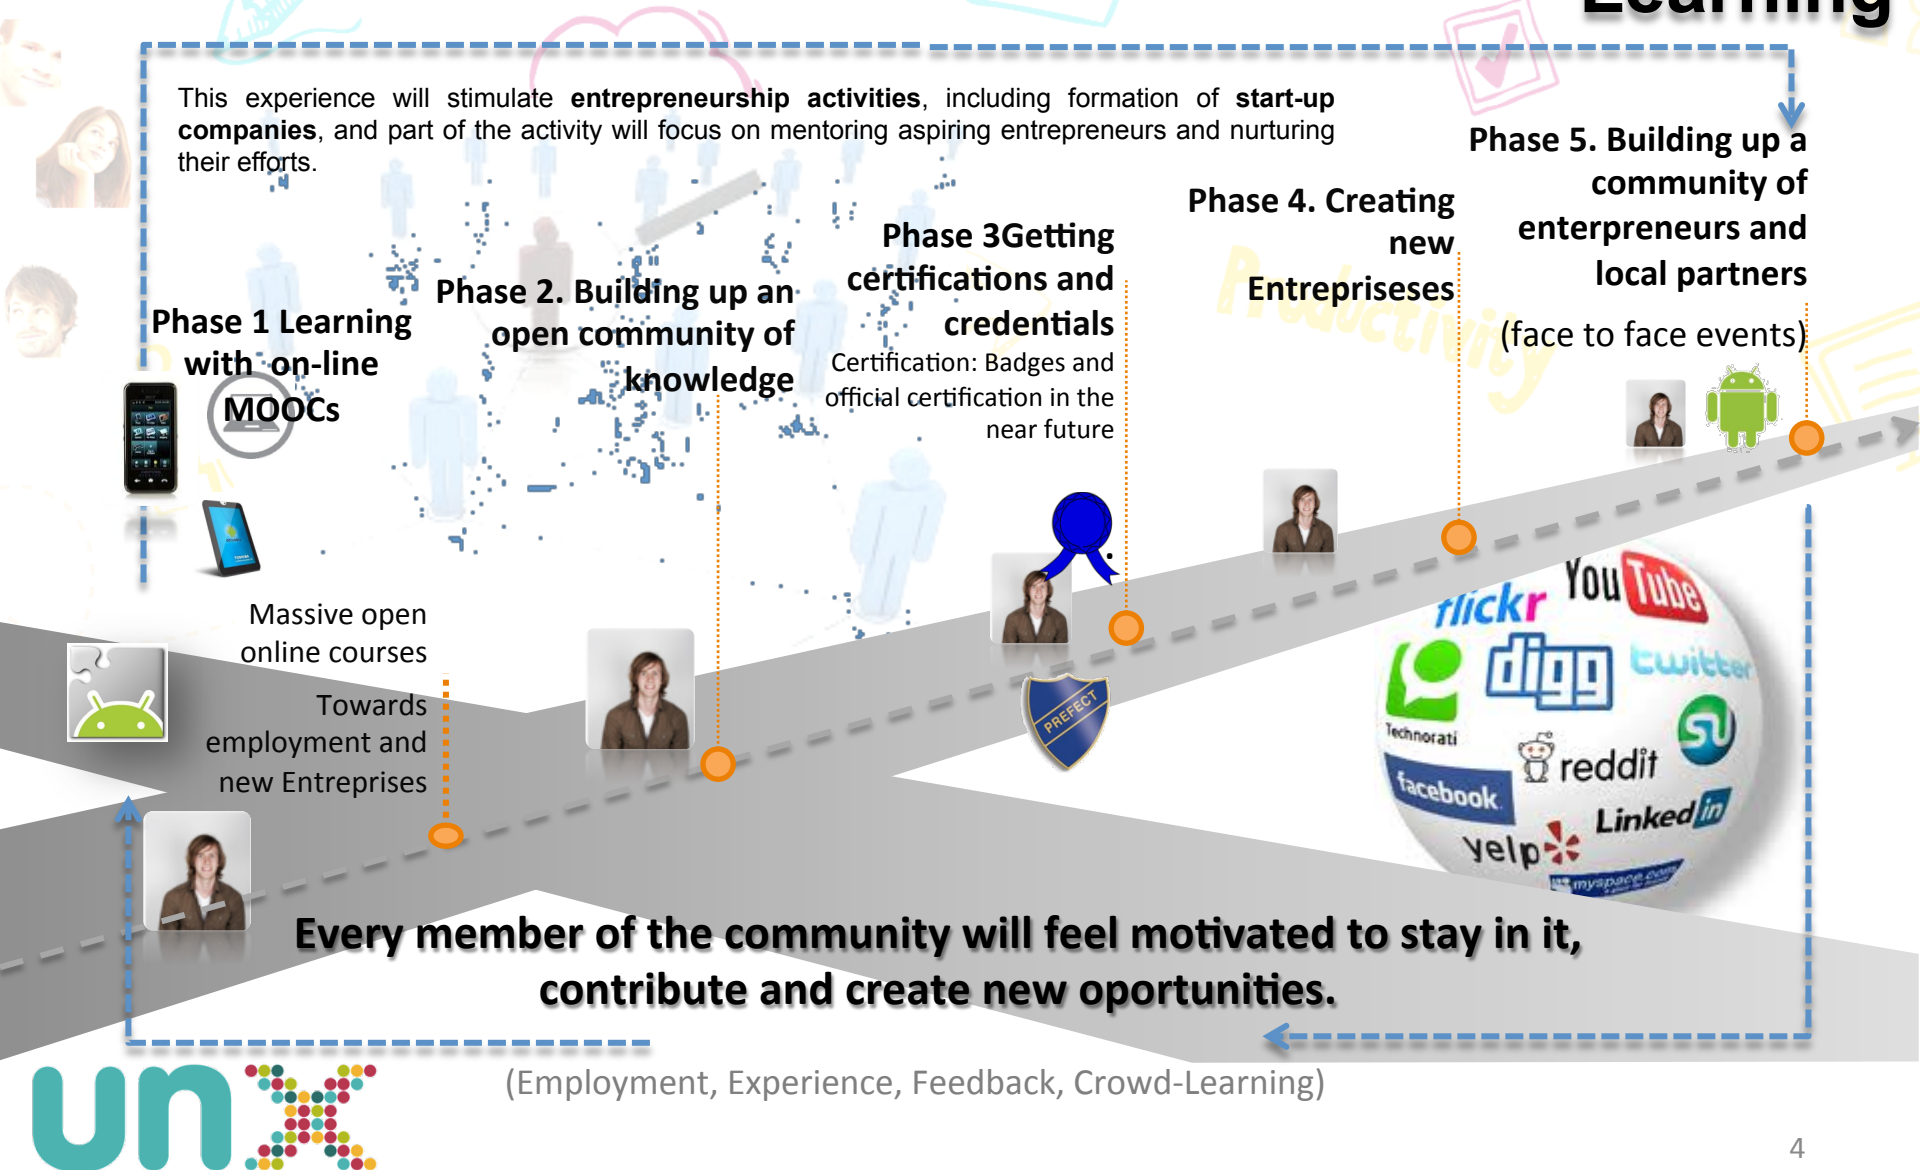 Learning
This experience will stimulate entrepreneurship activities, including formation of start-up
companies, and part of the activity will focus on mentoring aspiring entrepreneurs and nurturing
their efforts.
Phase 1 Learning
with on-line
MOOCs
Phase 2. Building up an
open community of
knowledge
Phase 3Getting
certifications and
credentials
Certification: Badges and
official certification in the
near future
Phase 4. Creating
new
Entrepriseses
Phase 5. Building up a
community of
enterpreneurs and
local partners
(face to face events)
Productivity
Massive open
online courses
Towards
employment and
new Entreprises
.
PREFECT
flickr
YouTube
Technorati
digg
twitter
facebook
reddit
LinkedIn
yelp
myspace.com
Every member of the community will feel motivated to stay in it,
contribute and create new oportunities.
(Employment, Experience, Feedback, Crowd-Learning)
unx
4